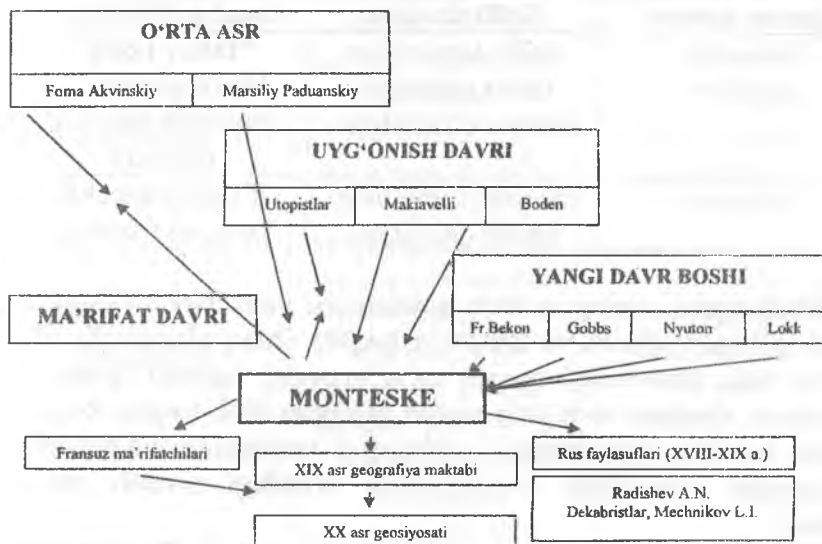 O‘RTA ASR
Foma Akvinskiy
Marsiliy Paduanskiy
UYG‘ONISH DAVRI
Utopistlar
Makiavelli
Boden
YANGI DAVR BOSHI
Fr.Bekon
Gobbs
Nyuton
Lokk
MA’RIFAT DAVRI
MONTESKE
Fransuz ma’rifatchilari
XIX asr geografiya maktabi
Rus faylasuflari (XVIII-XIX a.)
Radishev A.N.
Dekabristlar, Mechnikov L.I.
XX asr geosiyosati